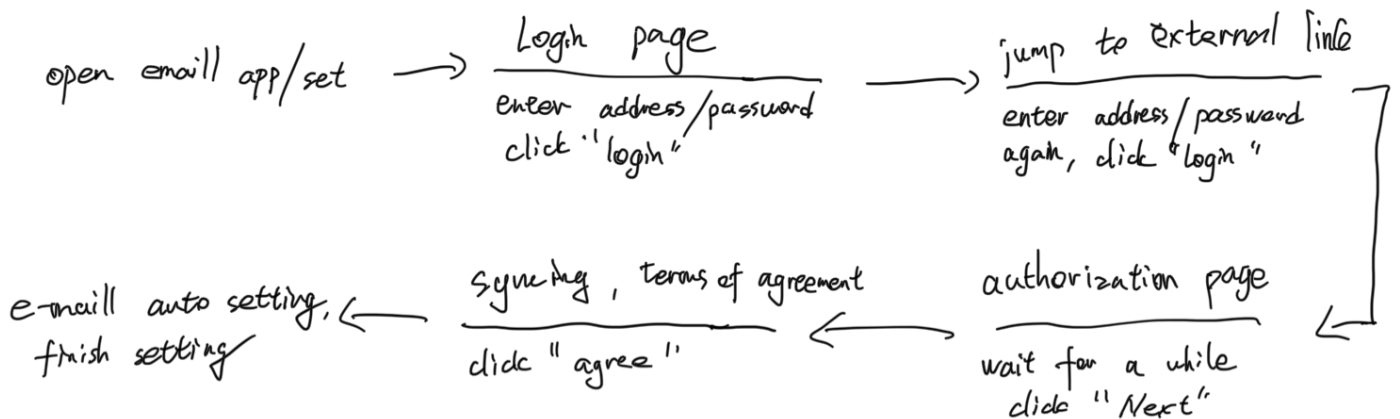 open emaill app/set
Login page
enter address/password
click "login"
jump to external link
enter address/password
again, click "login"
authorization page
wait for a while
click "Next"
syncing, terms of agreement
click "agree"
e-maill auto setting,
finish setting